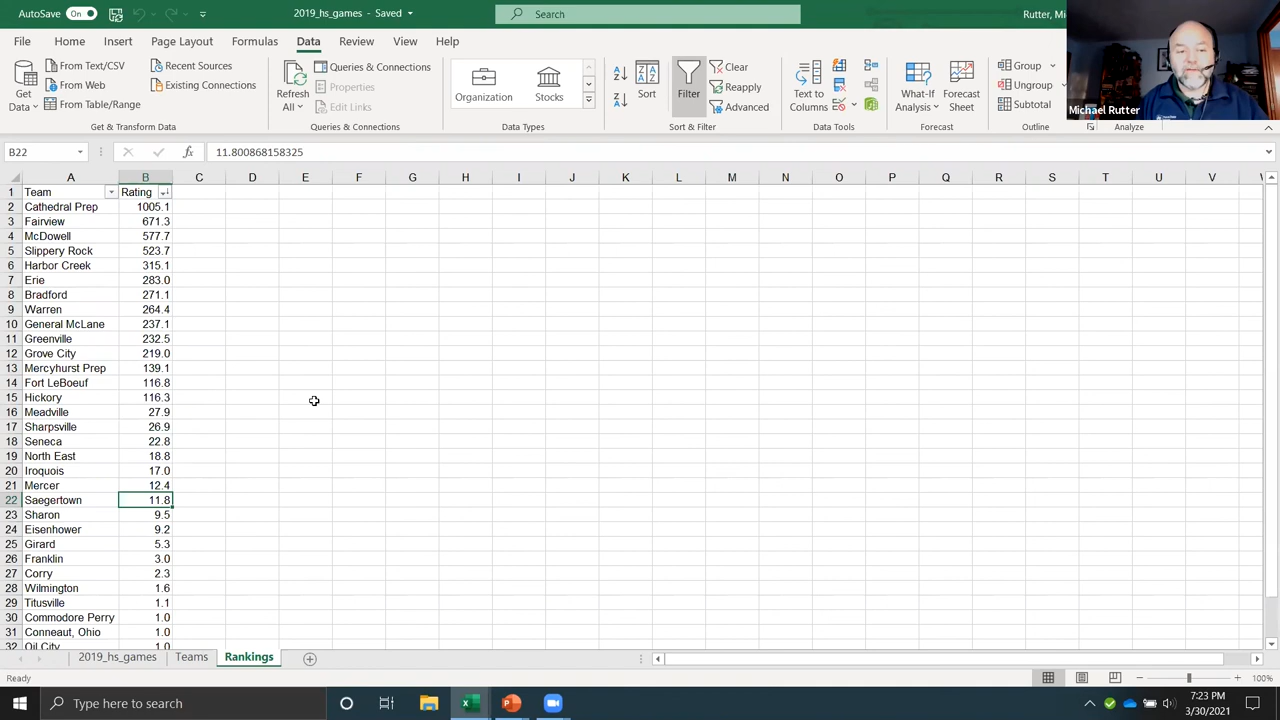 AutoSave On 2019_hs_games - Saved Search Rutter, Mi
File Home Insert Page Layout Formulas Data Review View Help
Get Data From Text/CSV From Web From Table/Range Recent Sources Existing Connections
Get & Transform Data
Refresh All Queries & Connections Properties Edit Links
Queries & Connections
Organization Stocks
Data Types
Sort Filter Clear Reapply Advanced
Sort & Filter
Text to Columns
Data Tools
What-If Analysis Forecast Sheet
Forecast
Group Ungroup Subtotal
Outline
Analyze
Michael Rutter
B22 fx 11.800868158325
A B C D E F G H I J K L M N O P Q R S T U V
1 Team Rating
2 Cathedral Prep 1005.1
3 Fairview 671.3
4 McDowell 577.7
5 Slippery Rock 523.7
6 Harbor Creek 315.1
7 Erie 283.0
8 Bradford 271.1
9 Warren 264.4
10 General McLane 237.1
11 Greenville 232.5
12 Grove City 219.0
13 Mercyhurst Prep 139.1
14 Fort LeBoeuf 116.8
15 Hickory 116.3
16 Meadville 27.9
17 Sharpsville 26.9
18 Seneca 22.8
19 North East 18.8
20 Iroquois 17.0
21 Mercer 12.4
22 Saegertown 11.8
23 Sharon 9.5
24 Eisenhower 9.2
25 Girard 5.3
26 Franklin 3.0
27 Corry 2.3
28 Wilmington 1.6
29 Titusville 1.1
30 Commodore Perry 1.0
31 Conneaut, Ohio 1.0
32 Oil City 1.0
2019_hs_games Teams Rankings
Ready 100%
Type here to search
7:23 PM
3/30/2021